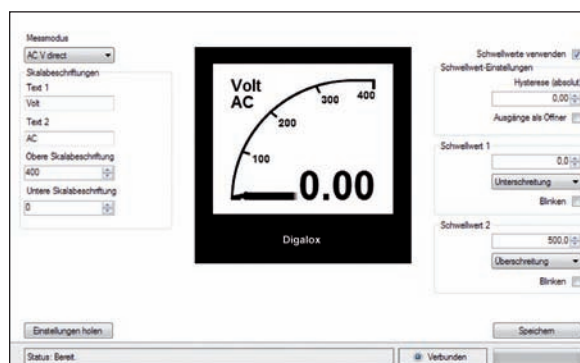 Messmodus
AC V direct
Skalabeschriftungen
Text 1
Volt
Text 2
AC
Obere Skalabeschriftung
400
Untere Skalabeschriftung
0
Einstellungen holen
Status: Bereit.
Volt
AC
100
200
300
400
0.00
Digalox
Schwellwerte verwenden
Schwellwert-Einstellungen
Hysterese (absolut
0,00
Ausgänge als Öffner
Schwellwert 1
0,0
Unterschreitung
Blinken
Schwellwert 2
500,0
Überschreitung
Blinken
Speichern
Verbunden